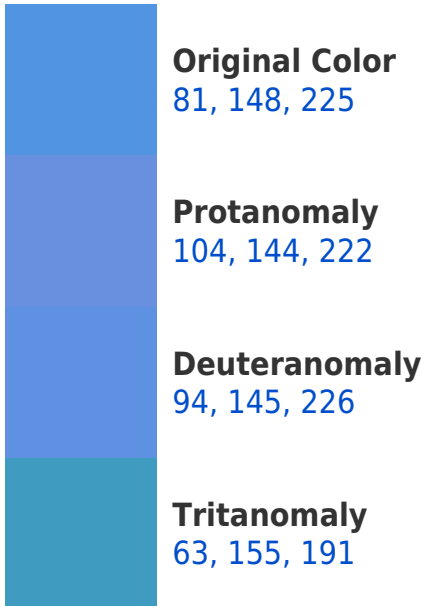 Original Color
81, 148, 225
Protanomaly
104, 144, 222
Deuteranomaly
94, 145, 226
Tritanomaly
63, 155, 191